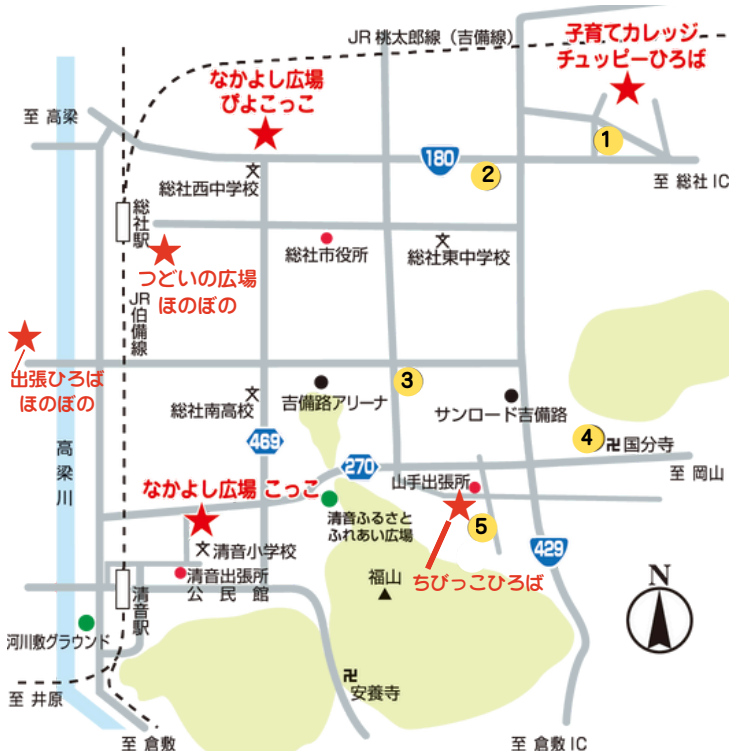 JR 桃太郎線（吉備線）
子育てカレッジ
チュッピーひろば
なかよし広場
ぴよこっこ
至 高梁
1
180
2
総社西中学校
至 総社 IC
総社駅
総社市役所
総社東中学校
つどいの広場
ほのぼの
JR伯備線
出張ひろば
ほのぼの
3
吉備路アリーナ
総社南高校
サンロード吉備路
469
4
国分寺
高梁川
270
至 岡山
なかよし広場 こっこ
山手出張所
清音ふるさと
ふれあい広場
5
清音小学校
429
清音出張所
公民館
福山
ちびっこひろば
N
清音駅
河川敷グラウンド
安養寺
至 井原
至 倉敷
至 倉敷 IC